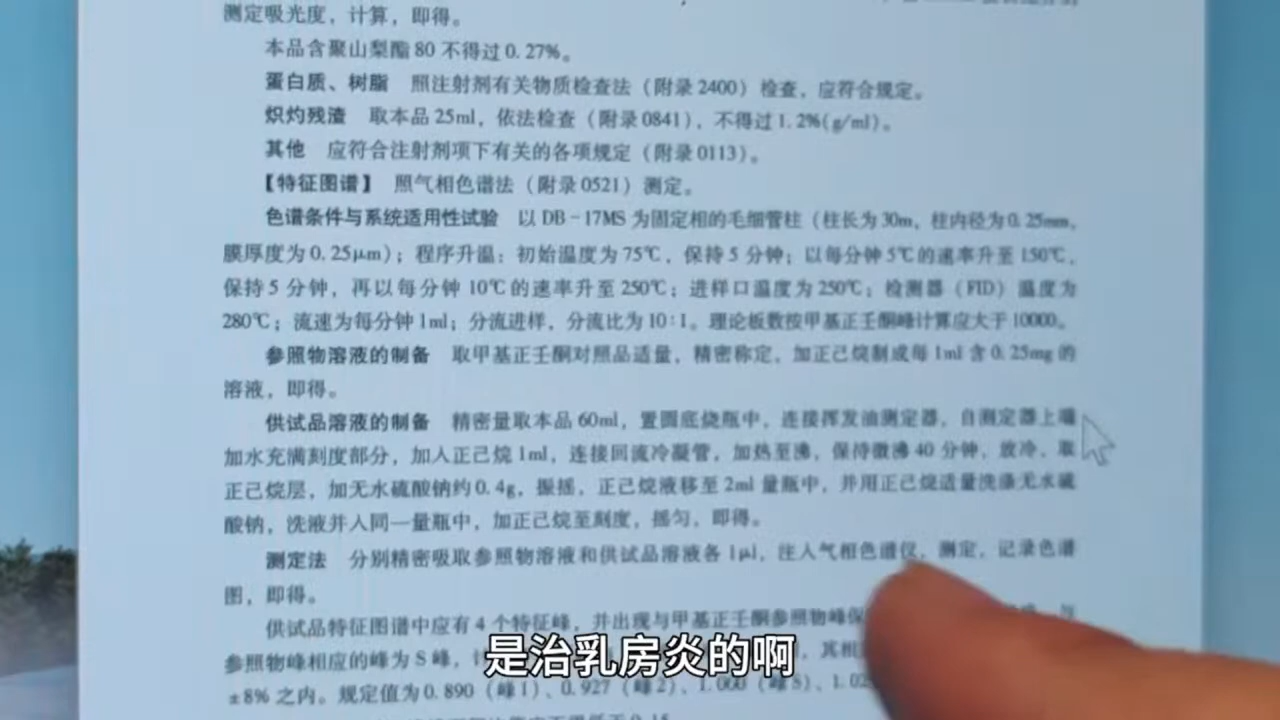 测定吸光度，计算，即得。
本品含聚山梨酯80不得过0.27%。
蛋白质、树脂 照注射剂有关物质检查法（附录2400）检查，应符合规定。
炽灼残渣 取本品25ml，依法检查（附录0841），不得过1.2%(g/ml)。
其他 应符合注射剂项下有关的各项规定（附录0113）。
【特征图谱】 照气相色谱法（附录0521）测定。
色谱条件与系统适用性试验 以DB-17MS为固定相的毛细管柱（柱长为30m，柱内径为0.25mm，
膜厚度为0.25μm）；程序升温：初始温度为75℃，保持5分钟；以每分钟5℃的速率升至150℃，
保持5分钟，再以每分钟10℃的速率升至250℃；进样口温度为250℃；检测器（FID）温度为
280℃；流速为每分钟1ml；分流进样，分流比为10∶1。理论板数按甲基正壬酮峰计算应大于10000。
参照物溶液的制备 取甲基正壬酮对照品适量，精密称定，加正己烷制成每1ml含0.25mg的
溶液，即得。
供试品溶液的制备 精密量取本品60ml，置圆底烧瓶中，连接挥发油测定器，自测定器上端
加水充满刻度部分，加入正己烷1ml，连接回流冷凝管，加热至沸，保持微沸40分钟，放冷，取
正己烷层，加无水硫酸钠约0.4g，振摇，正己烷液移至2ml量瓶中，并用正己烷适量洗涤无水硫
酸钠，洗液并入同一量瓶中，加正己烷至刻度，摇匀，即得。
测定法 分别精密吸取参照物溶液和供试品溶液各1μl，注入气相色谱仪，测定，记录色谱
图，即得。
供试品特征图谱中应有4个特征峰，并出现与甲基正壬酮参照物峰保
参照物峰相应的峰为S峰，
其相
是治乳房炎的啊
±8%之内。规定值为0.890（峰1）、0.927（峰2）、1.000（峰S）、1.02